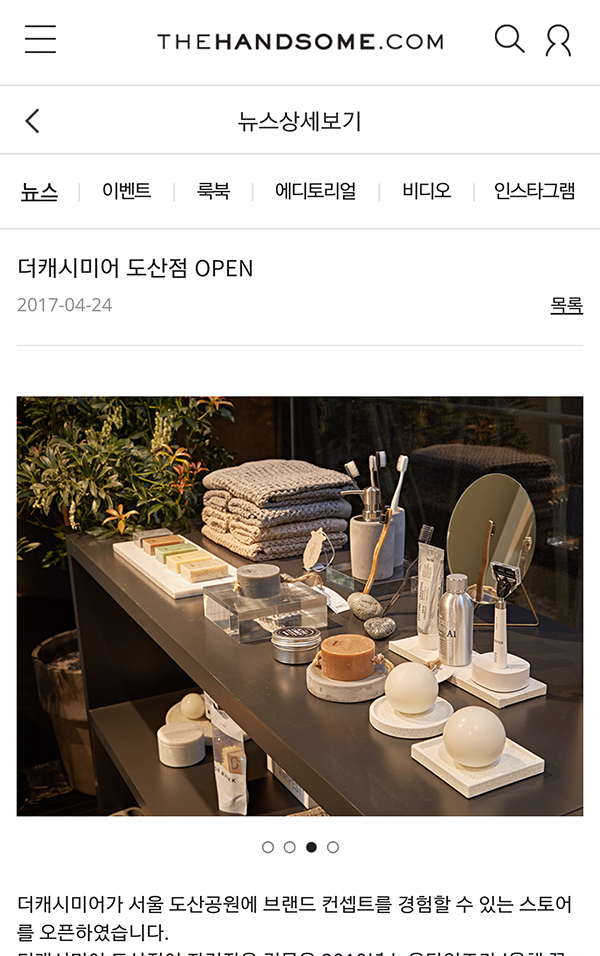 THEHANDSOME.COM
뉴스상세보기
뉴스 이벤트 룩북 에디토리얼 비디오 인스타그램
더캐시미어 도산점 OPEN
2017-04-24
목록
더캐시미어가 서울 도산공원에 브랜드 컨셉트를 경험할 수 있는 스토어
를 오픈하였습니다.